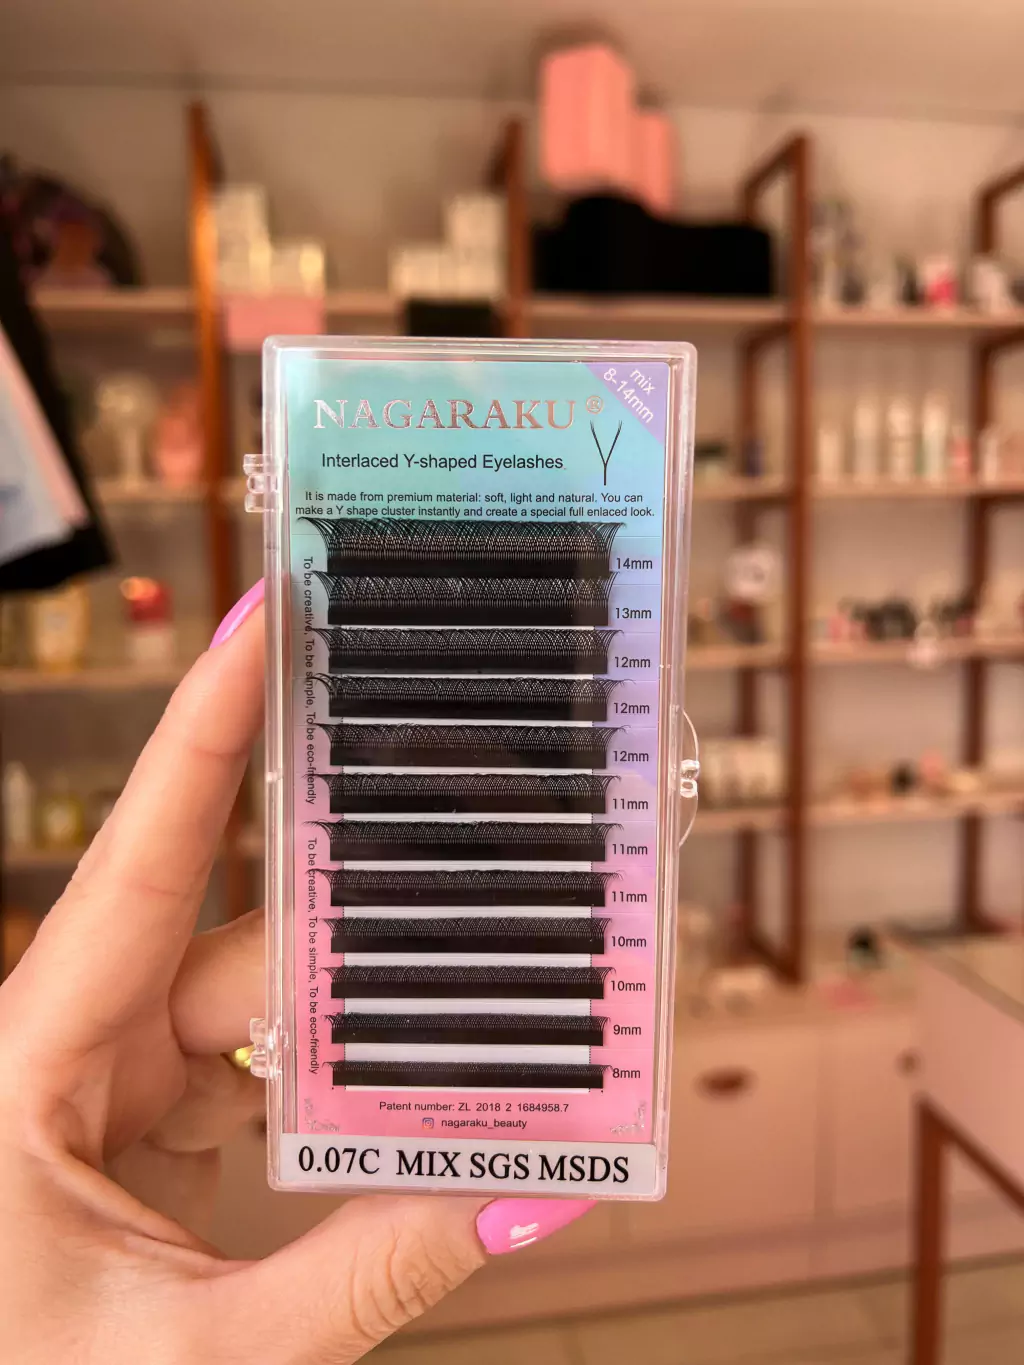 mix
8-14mm
NAGARAKU®
Interlaced Y-shaped Eyelashes
It is made from premium material: soft, light and natural. You can
make a Y shape cluster instantly and create a special full enlaced look.
14mm
13mm
12mm
12mm
12mm
11mm
11mm
11mm
10mm
10mm
9mm
8mm
To be creative, To be simple, To be eco-friendly
To be creative, To be simple, To be eco-friendly
Patent number: ZL 2018 2 1684958.7
nagaraku_beauty
0.07C MIX SGS MSDS